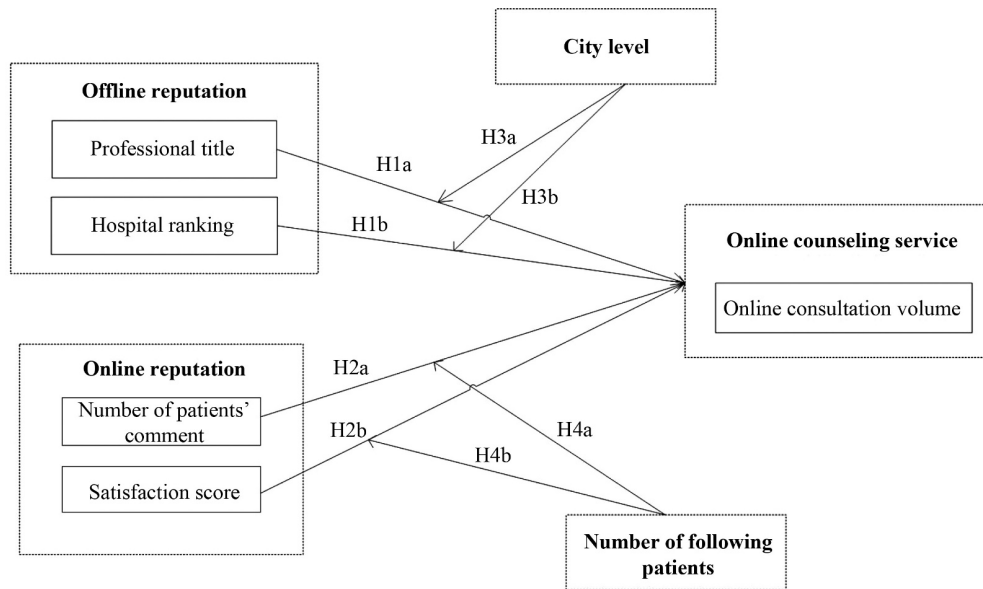 City level
Offline reputation
Professional title
Hospital ranking
H1a
H1b
H3a
H3b
Online counseling service
Online consultation volume
Online reputation
Number of patients’
comment
Satisfaction score
H2a
H2b
H4a
H4b
Number of following
patients